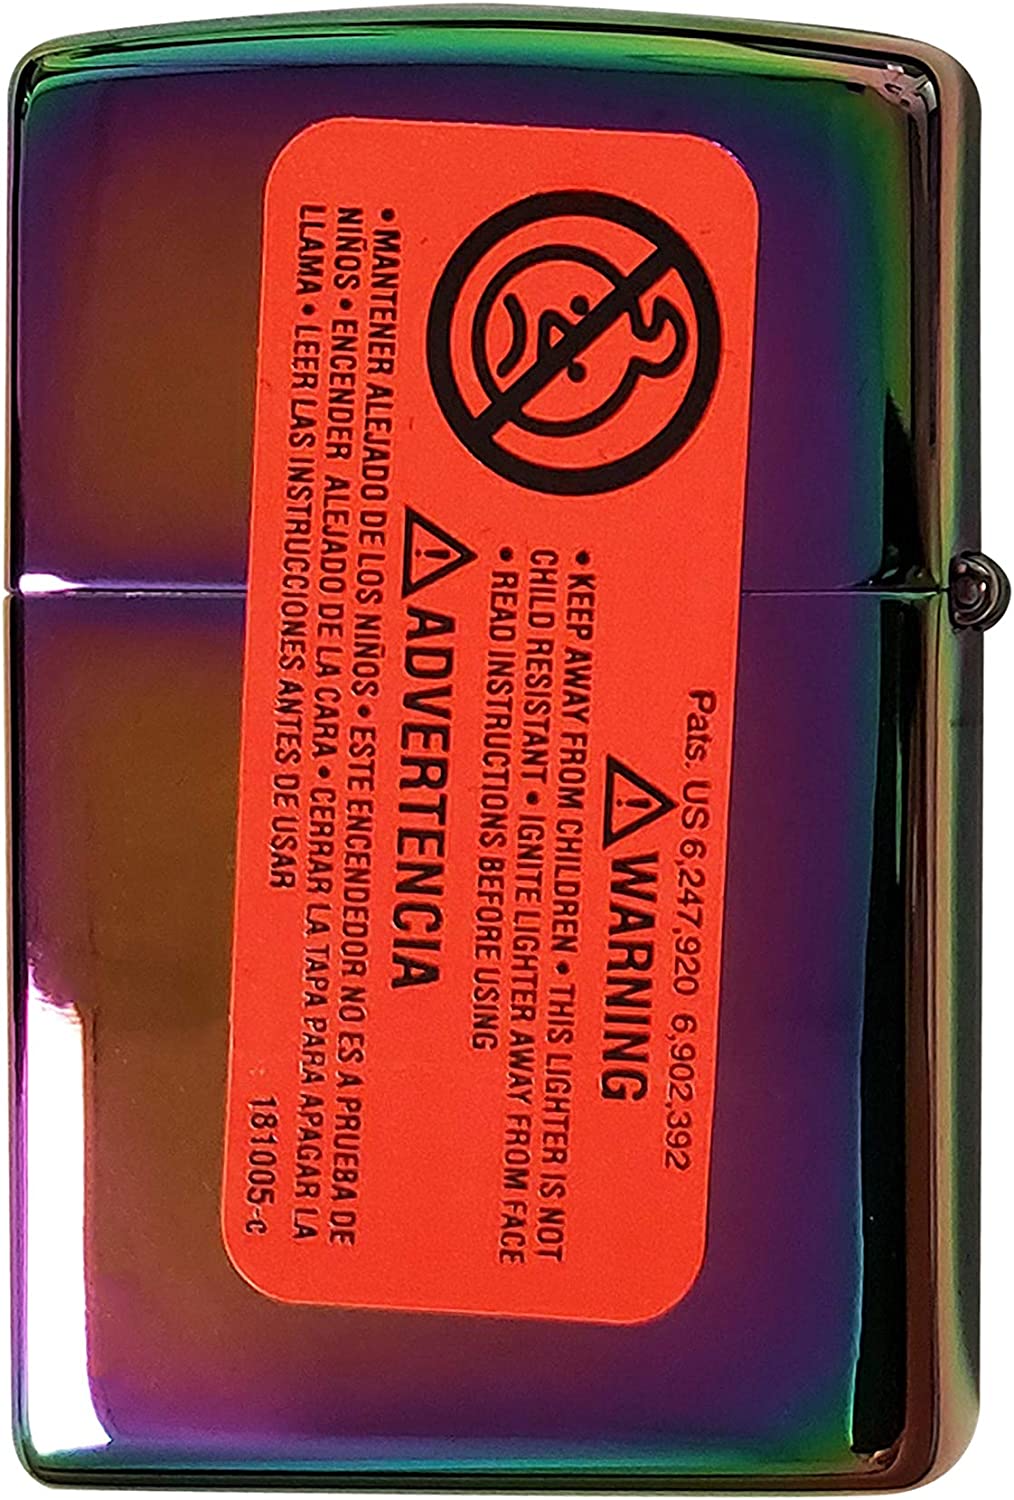 Pats. US 6,247,920 6,902,392
⚠ WARNING
• KEEP AWAY FROM CHILDREN • THIS LIGHTER IS NOT
CHILD RESISTANT • IGNITE LIGHTER AWAY FROM FACE
• READ INSTRUCTIONS BEFORE USING
⚠ ADVERTENCIA
• MANTENER ALEJADO DE LOS NIÑOS • ESTE ENCENDEDOR NO ES A PRUEBA DE
NIÑOS • ENCENDER ALEJADO DE LA CARA • CERRAR LA TAPA PARA APAGAR LA
LLAMA • LEER LAS INSTRUCCIONES ANTES DE USAR
181005-c